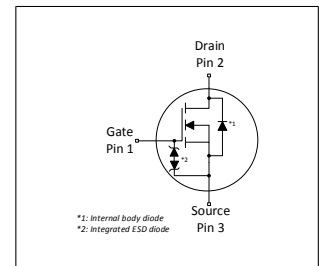 Drain
Pin 2
*1
Gate
Pin 1
*2
Source
Pin 3
*1: Internal body diode
*2: Integrated ESD diode